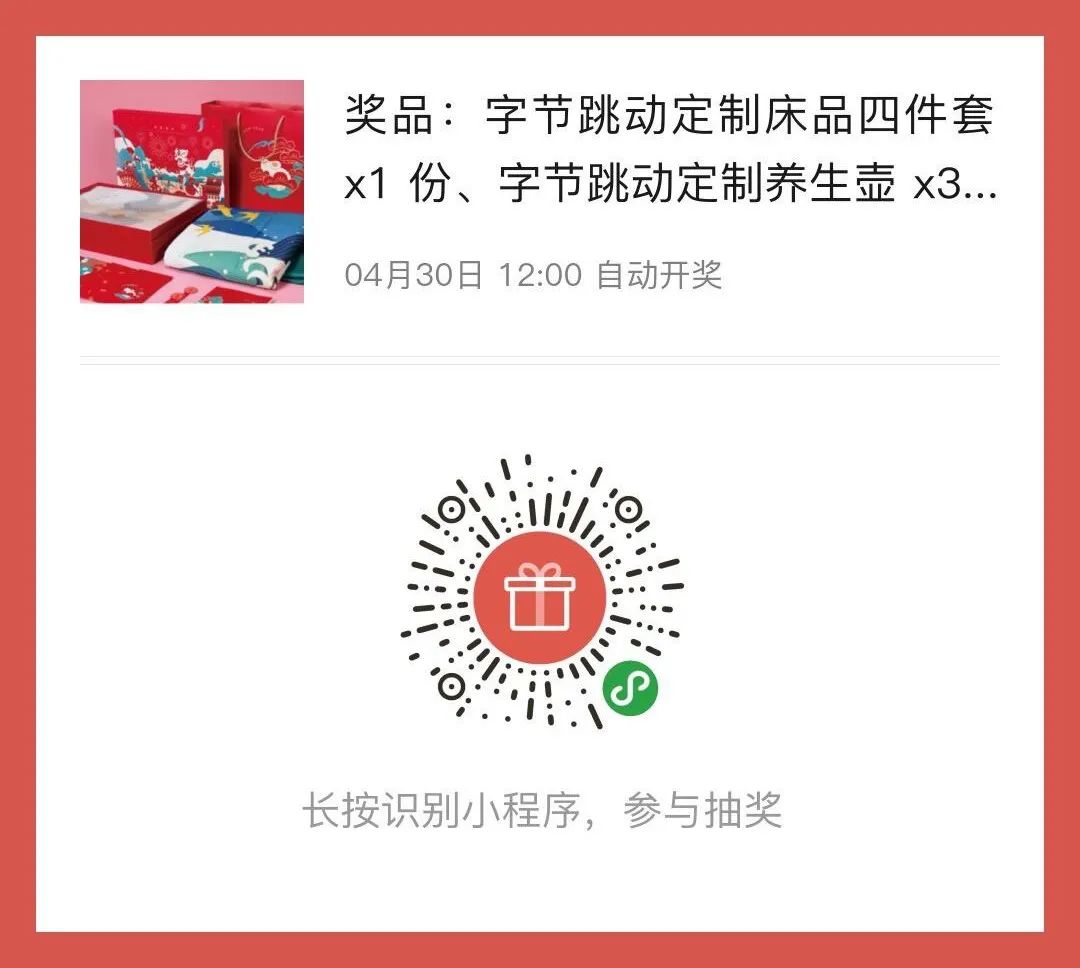 奖品：字节跳动定制床品四件套
x1 份、字节跳动定制养生壶 x3...
04月30日 12:00 自动开奖
长按识别小程序，参与抽奖